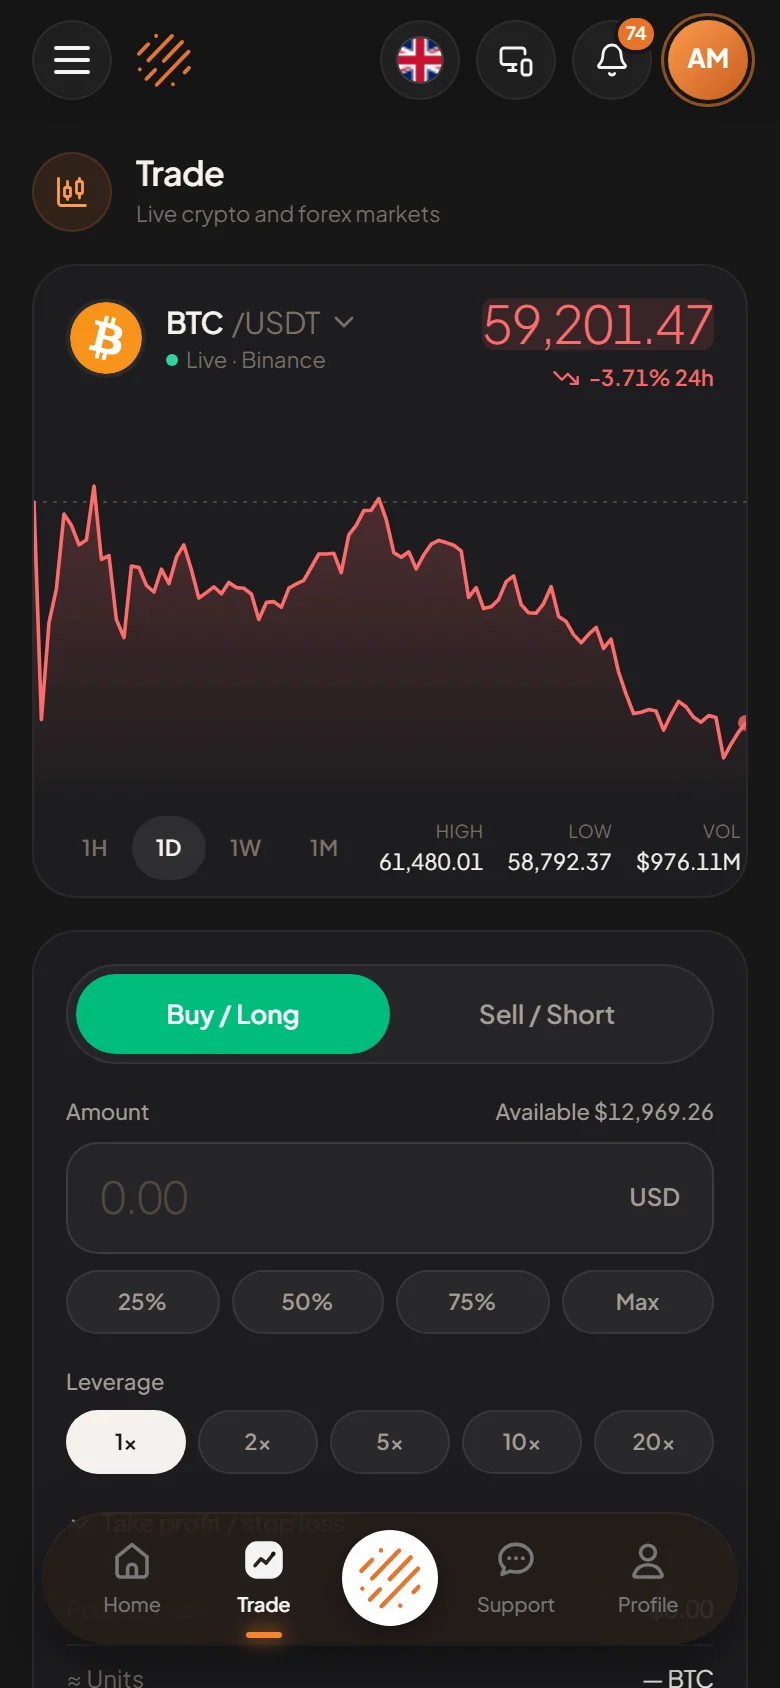 74
AM
Trade
Live crypto and forex markets
BTC /USDT
59,201.47
Live · Binance
-3.71% 24h
1H 1D 1W 1M
HIGH LOW VOL
61,480.01 58,792.37 $976.11M
Buy / Long Sell / Short
Amount Available $12,969.26
0.00 USD
25% 50% 75% Max
Leverage
1× 2× 5× 10× 20×
Take profit / stop loss
Home Trade Support Profile
≈ Units — BTC